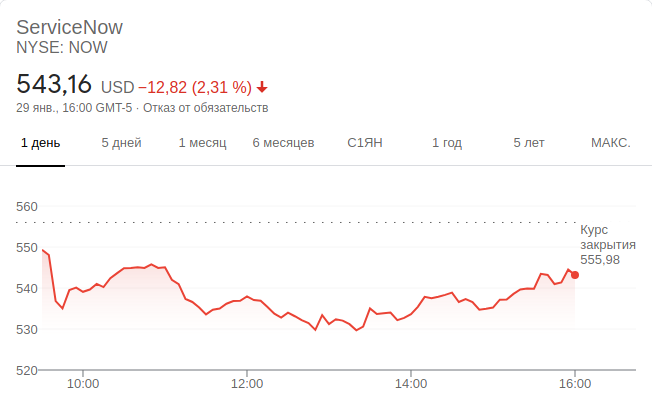 ServiceNow
NYSE: NOW
543,16 USD −12,82 (2,31 %)
29 янв., 16:00 GMT-5 · Отказ от обязательств
1 день 5 дней 1 месяц 6 месяцев С1ЯН 1 год 5 лет МАКС.
560
550
540
530
520
Курс
закрытия
555,98
10:00 12:00 14:00 16:00